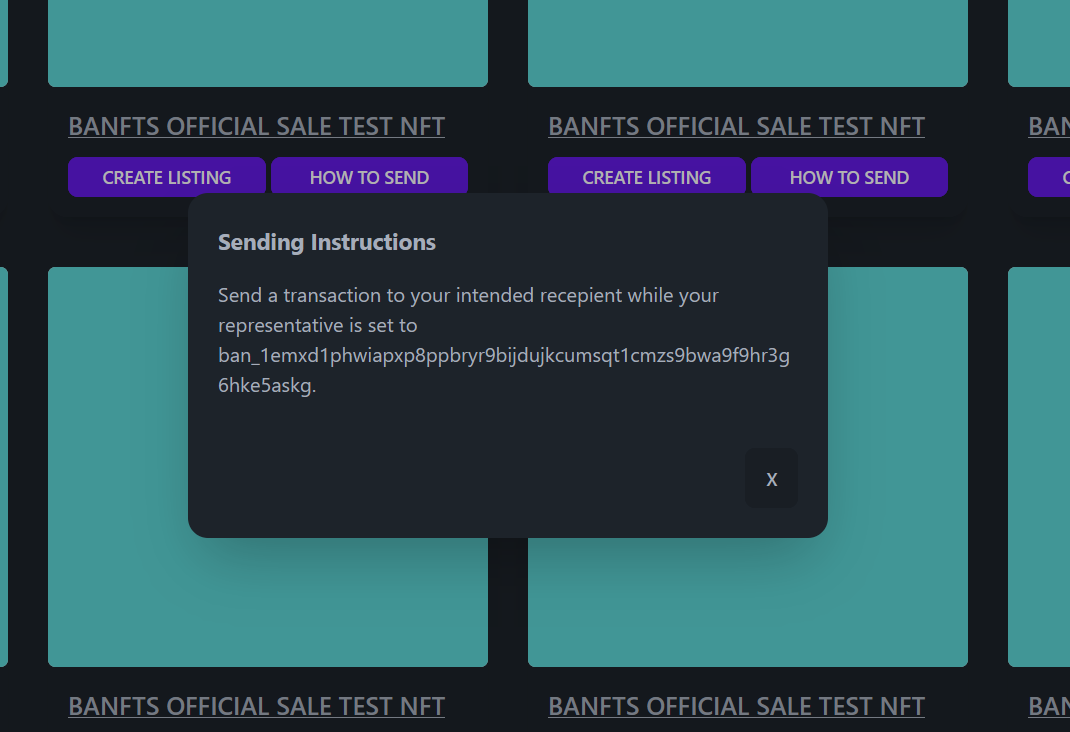 BANFTS OFFICIAL SALE TEST NFT BANFTS OFFICIAL SALE TEST NFT BAN
CREATE LISTING HOW TO SEND CREATE LISTING HOW TO SEND C
Sending Instructions
Send a transaction to your intended recepient while your
representative is set to
ban_1emxd1phwiapxp8ppbryr9bijdujkcumsqt1cmzs9bwa9f9hr3g
6hke5askg.
X
BANFTS OFFICIAL SALE TEST NFT BANFTS OFFICIAL SALE TEST NFT BAN